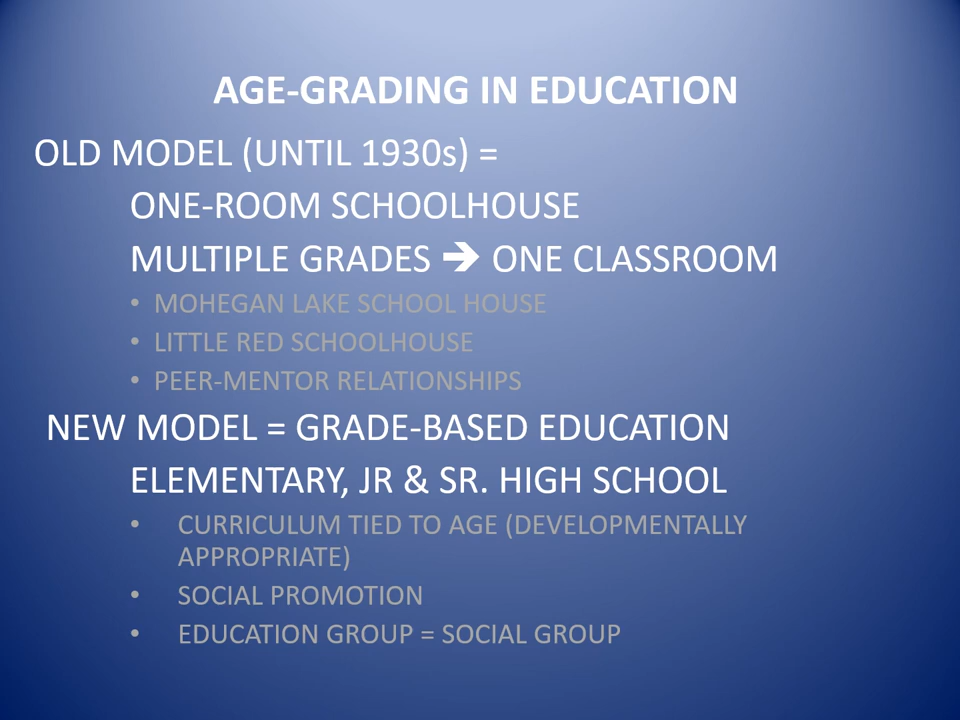 AGE-GRADING IN EDUCATION
OLD MODEL (UNTIL 1930s) =
ONE-ROOM SCHOOLHOUSE
MULTIPLE GRADES ➔ ONE CLASSROOM
• MOHEGAN LAKE SCHOOL HOUSE
• LITTLE RED SCHOOLHOUSE
• PEER-MENTOR RELATIONSHIPS
NEW MODEL = GRADE-BASED EDUCATION
ELEMENTARY, JR & SR. HIGH SCHOOL
• CURRICULUM TIED TO AGE (DEVELOPMENTALLY
APPROPRIATE)
• SOCIAL PROMOTION
• EDUCATION GROUP = SOCIAL GROUP